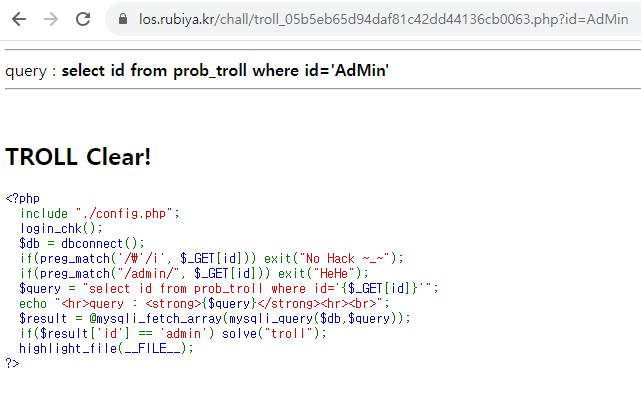 los.rubiya.kr/chall/troll_05b5eb65d94daf81c42dd44136cb0063.php?id=AdMin
query : select id from prob_troll where id='AdMin'
TROLL Clear!
<?php
  include "./config.php";
  login_chk();
  $db = dbconnect();
  if(preg_match('/₩'/i', $_GET[id])) exit("No Hack ~_~");
  if(preg_match("/admin/", $_GET[id])) exit("HeHe");
  $query = "select id from prob_troll where id='{$_GET[id]}'";
  echo "<hr>query : <strong>{$query}</strong><hr><br>";
  $result = @mysqli_fetch_array(mysqli_query($db,$query));
  if($result['id'] == 'admin') solve("troll");
  highlight_file(__FILE__);
?>